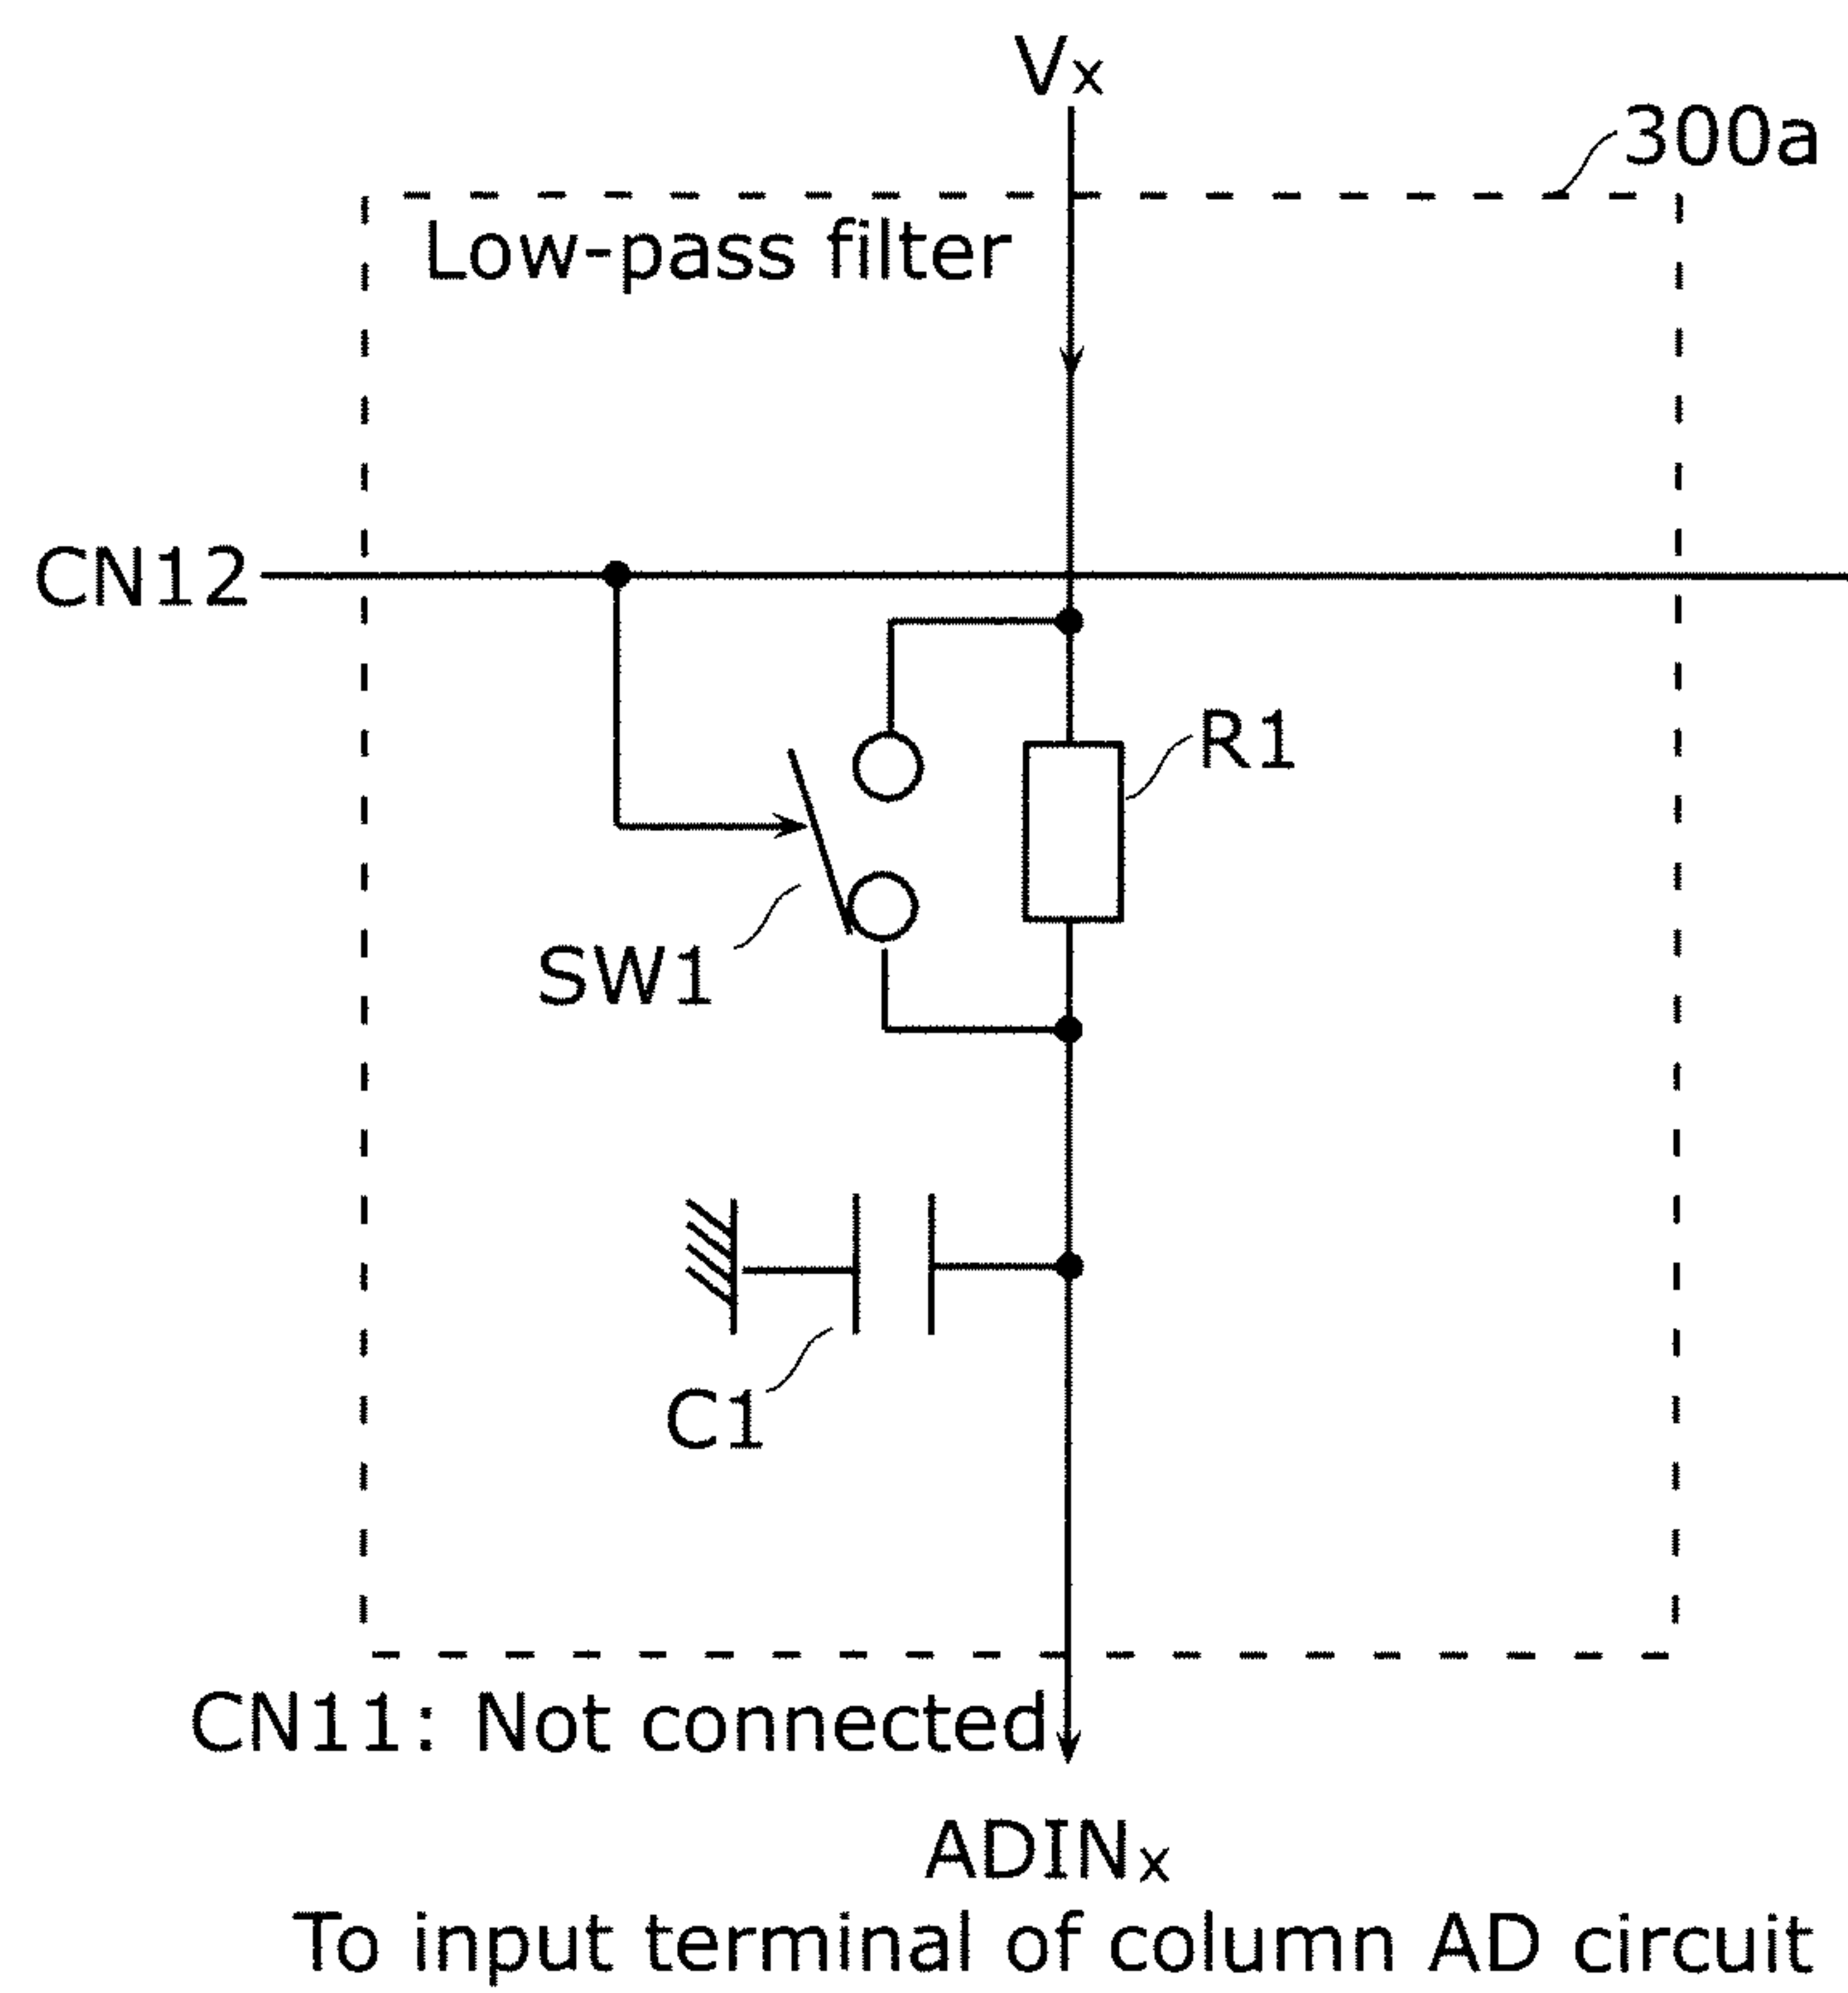 Vx
300a
Low-pass filter
CN12
R1
SW1
C1
CN11: Not connected
ADINx
To input terminal of column AD circuit